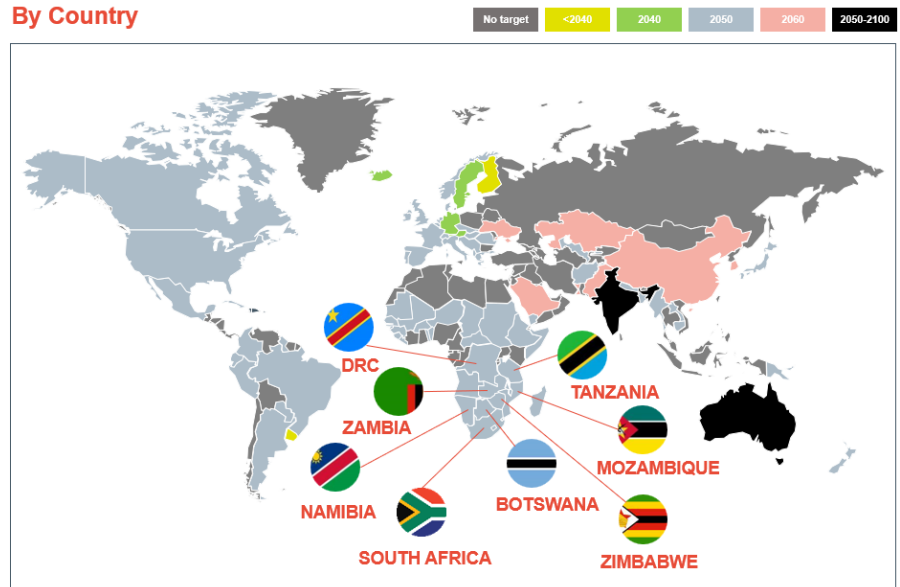 By Country
No target
<2040
2040
2050
2060
2050-2100
DRC
TANZANIA
ZAMBIA
MOZAMBIQUE
NAMIBIA
BOTSWANA
SOUTH AFRICA
ZIMBABWE